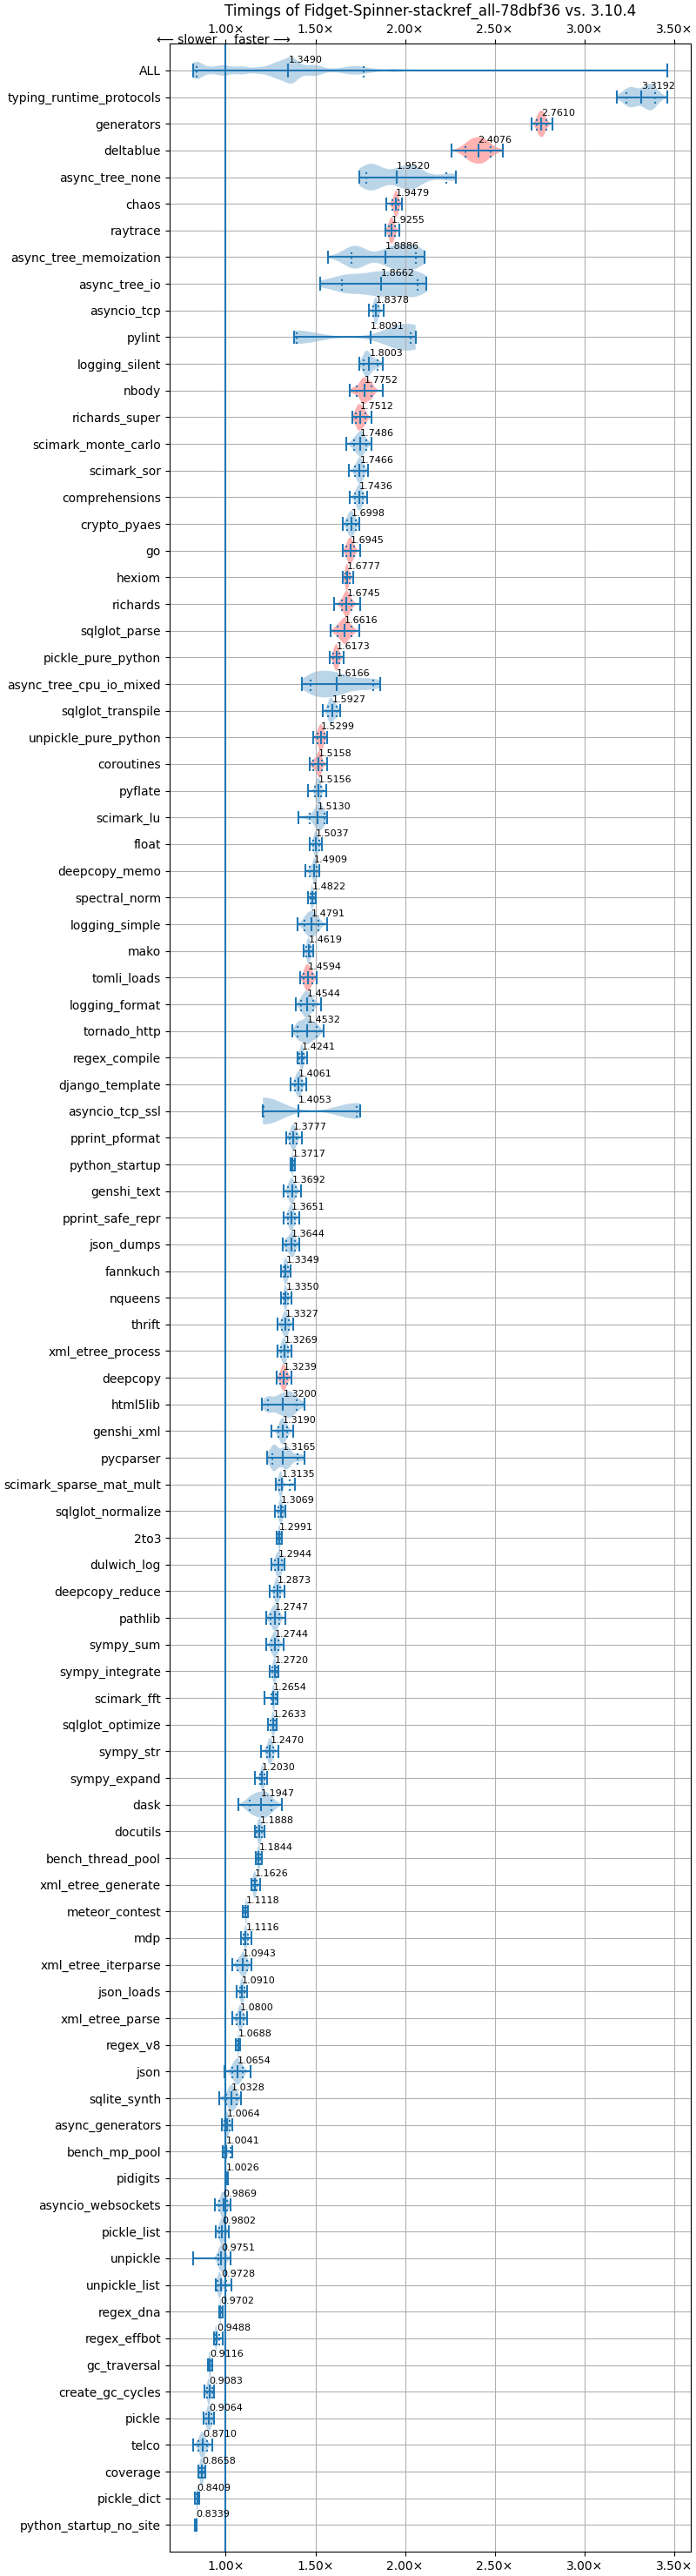 Timings of Fidget-Spinner-stackref_all-78dbf36 vs. 3.10.4
⟵ slower faster ⟶
1.00× 1.50× 2.00× 2.50× 3.00× 3.50×
ALL 1.3490
typing_runtime_protocols 3.3192
generators 2.7610
deltablue 2.4076
async_tree_none 1.9520
chaos 1.9479
raytrace 1.9255
async_tree_memoization 1.8886
async_tree_io 1.8662
asyncio_tcp 1.8378
pylint 1.8091
logging_silent 1.8003
nbody 1.7752
richards_super 1.7512
scimark_monte_carlo 1.7486
scimark_sor 1.7466
comprehensions 1.7436
crypto_pyaes 1.6998
go 1.6945
hexiom 1.6777
richards 1.6745
sqlglot_parse 1.6616
pickle_pure_python 1.6173
async_tree_cpu_io_mixed 1.6166
sqlglot_transpile 1.5927
unpickle_pure_python 1.5299
coroutines 1.5158
pyflate 1.5156
scimark_lu 1.5130
float 1.5037
deepcopy_memo 1.4909
spectral_norm 1.4822
logging_simple 1.4791
mako 1.4619
tomli_loads 1.4594
logging_format 1.4544
tornado_http 1.4532
regex_compile 1.4241
django_template 1.4061
asyncio_tcp_ssl 1.4053
pprint_pformat 1.3777
python_startup 1.3717
genshi_text 1.3692
pprint_safe_repr 1.3651
json_dumps 1.3644
fannkuch 1.3349
nqueens 1.3350
thrift 1.3327
xml_etree_process 1.3269
deepcopy 1.3239
html5lib 1.3200
genshi_xml 1.3190
pycparser 1.3165
scimark_sparse_mat_mult 1.3135
sqlglot_normalize 1.3069
2to3 1.2991
dulwich_log 1.2944
deepcopy_reduce 1.2873
pathlib 1.2747
sympy_sum 1.2744
sympy_integrate 1.2720
scimark_fft 1.2654
sqlglot_optimize 1.2633
sympy_str 1.2470
sympy_expand 1.2030
dask 1.1947
docutils 1.1888
bench_thread_pool 1.1844
xml_etree_generate 1.1626
meteor_contest 1.1118
mdp 1.1116
xml_etree_iterparse 1.0943
json_loads 1.0910
xml_etree_parse 1.0800
regex_v8 1.0688
json 1.0654
sqlite_synth 1.0328
async_generators 1.0064
bench_mp_pool 1.0041
pidigits 1.0026
asyncio_websockets 0.9869
pickle_list 0.9802
unpickle 0.9751
unpickle_list 0.9728
regex_dna 0.9702
regex_effbot 0.9488
gc_traversal 0.9116
create_gc_cycles 0.9083
pickle 0.9064
telco 0.8710
coverage 0.8658
pickle_dict 0.8409
python_startup_no_site 0.8339
1.00× 1.50× 2.00× 2.50× 3.00× 3.50×